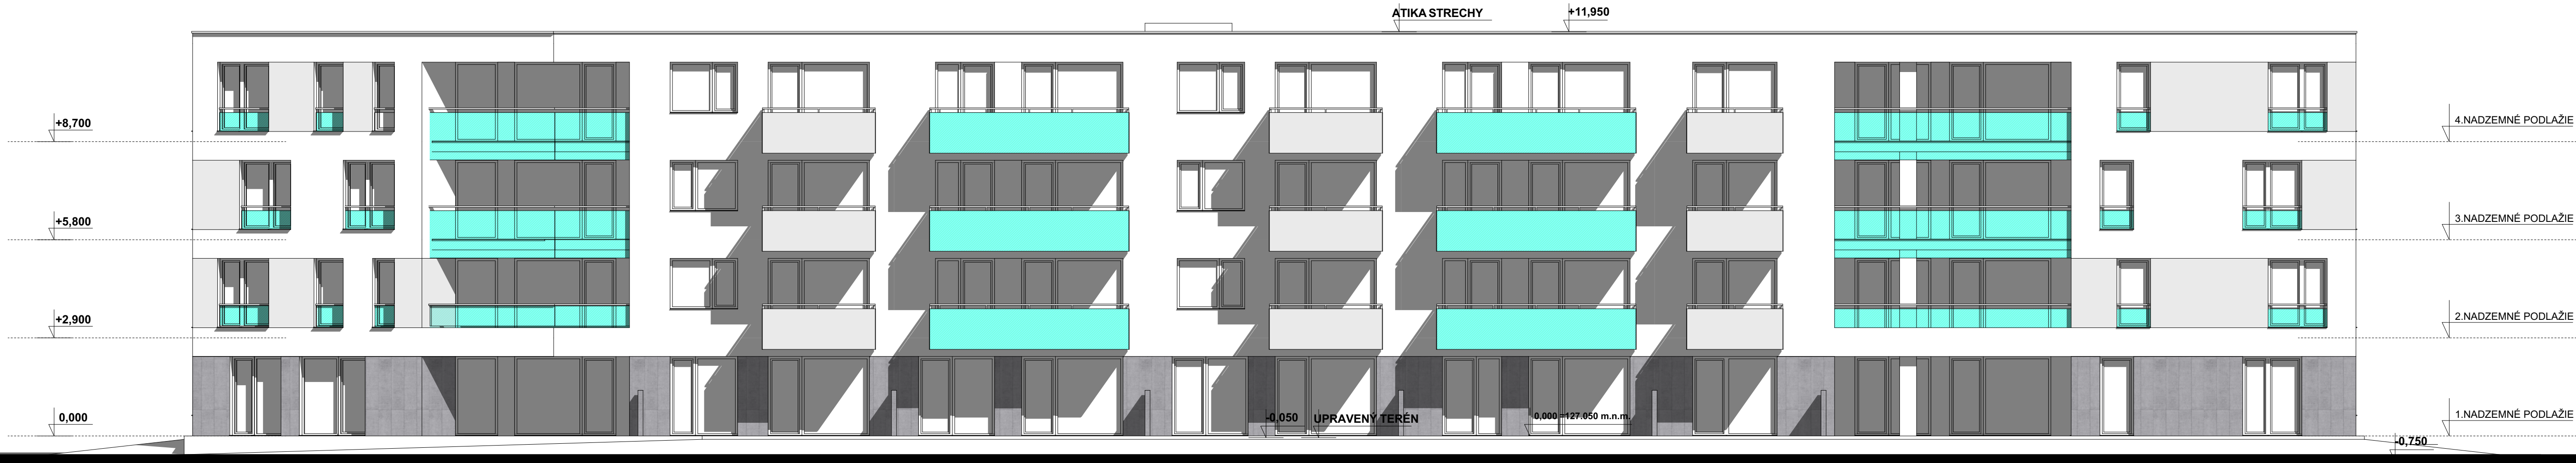 ATIKA STRECHY
+11,950
+8,700
4.NADZEMNÉ PODLAŽIE
+5,800
3.NADZEMNÉ PODLAŽIE
+2,900
2.NADZEMNÉ PODLAŽIE
0,000
-0,050
UPRAVENÝ TERÉN
0,000 =127.050 m.n.m.
1.NADZEMNÉ PODLAŽIE
-0,750